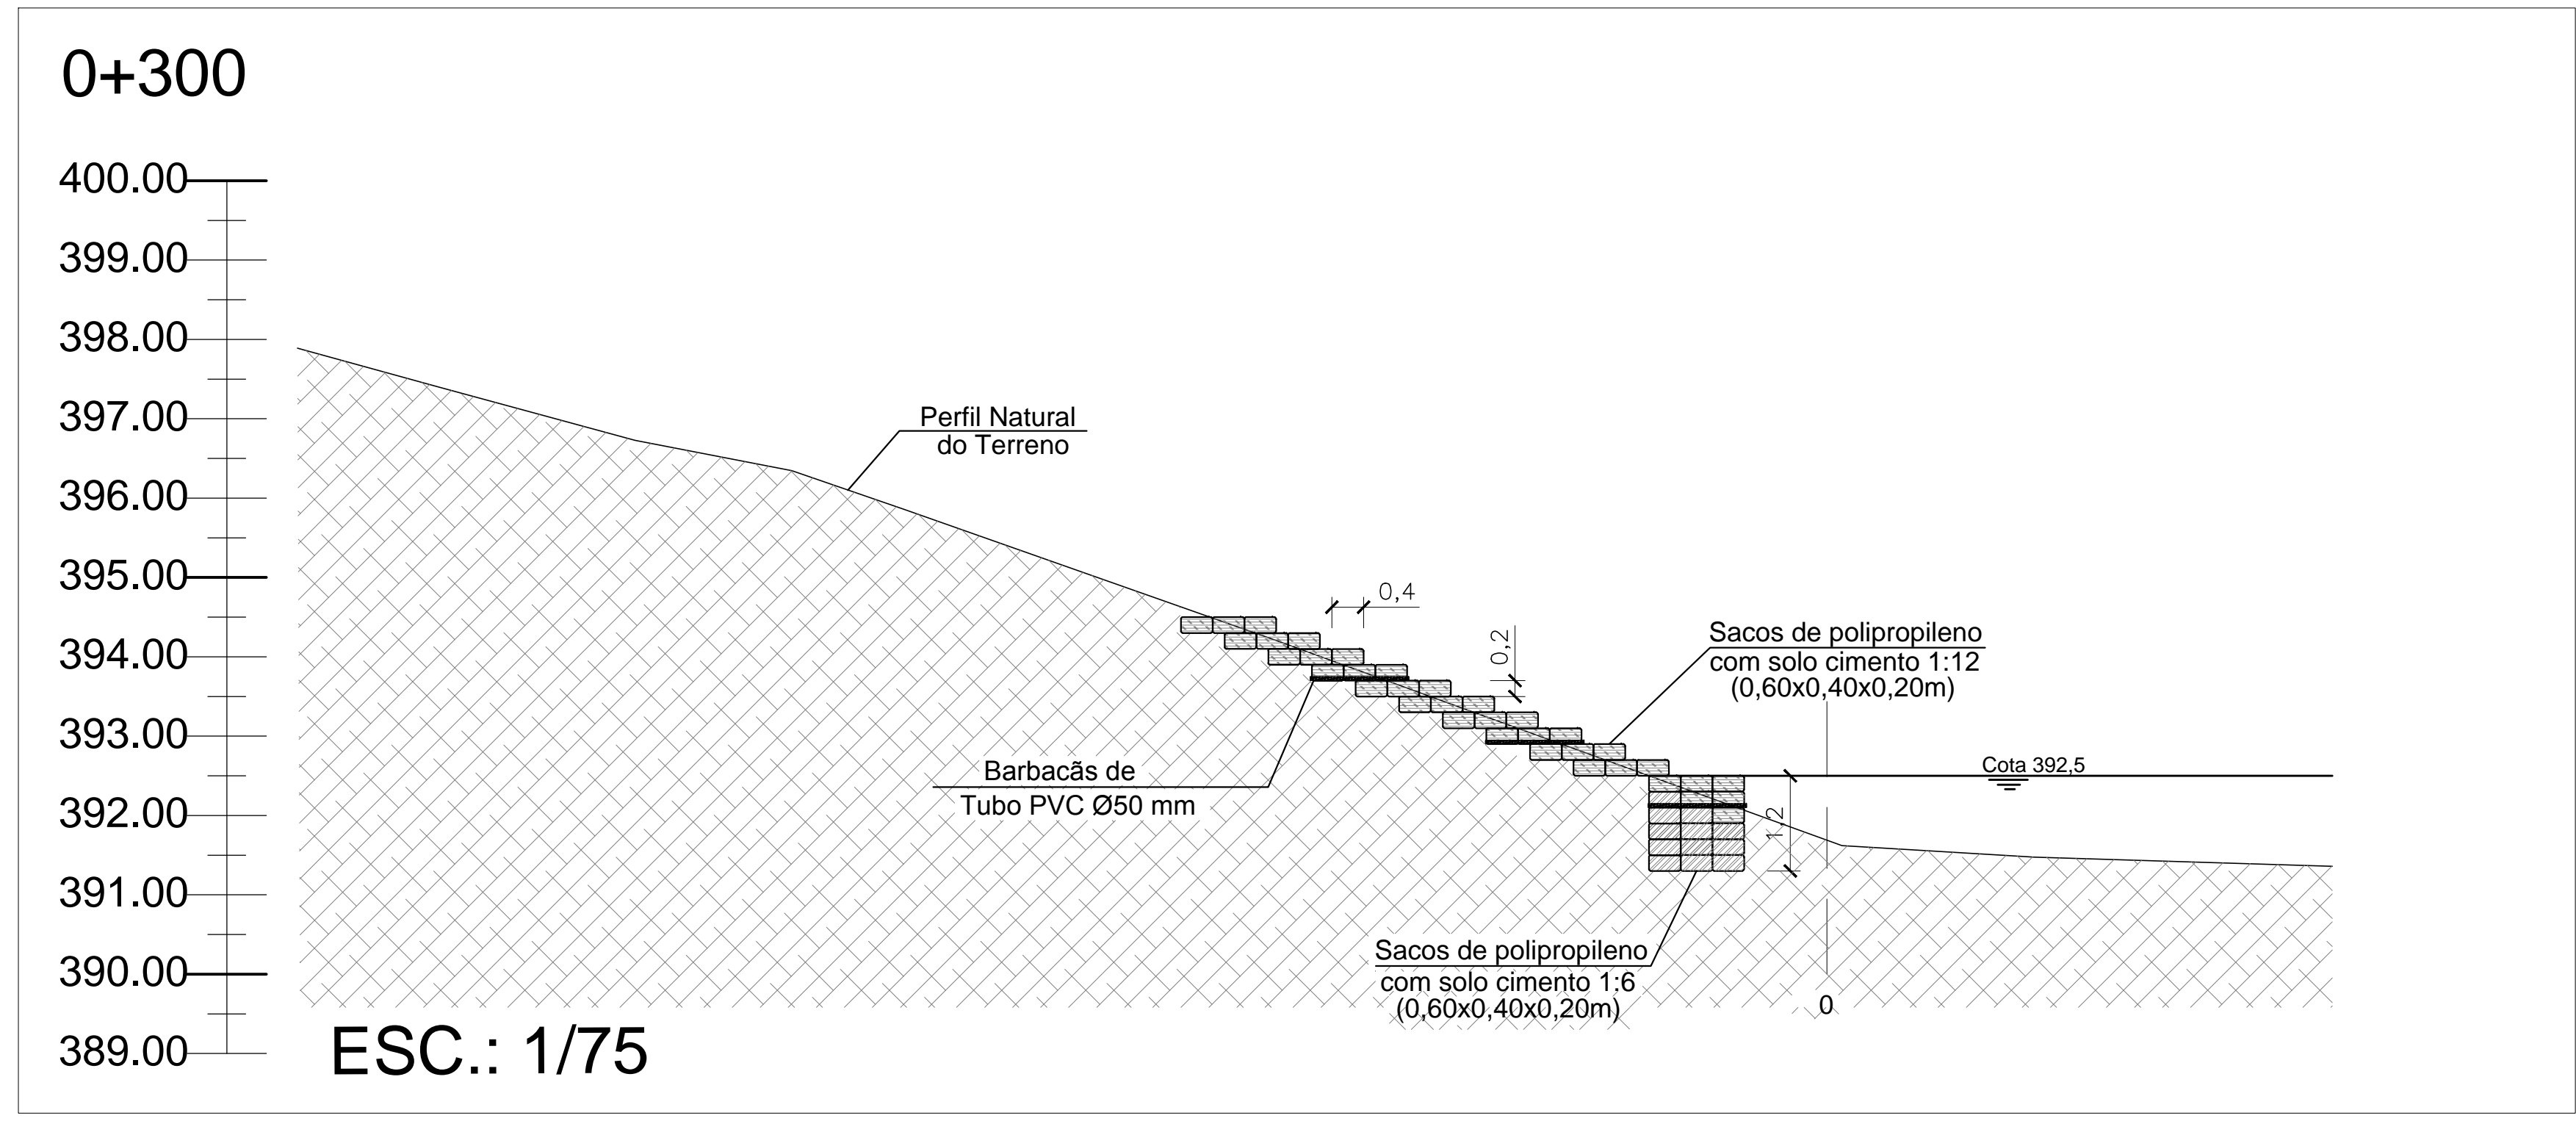 0+300
400.00
399.00
398.00
397.00
396.00
395.00
394.00
393.00
392.00
391.00
390.00
389.00
Perfil Natural
do Terreno
0,4
0,2
Sacos de polipropileno
com solo cimento 1:12
(0,60x0,40x0,20m)
Barbacãs de
Tubo PVC Ø50 mm
Cota 392,5
1,2
Sacos de polipropileno
com solo cimento 1:6
(0,60x0,40x0,20m)
0
ESC.: 1/75